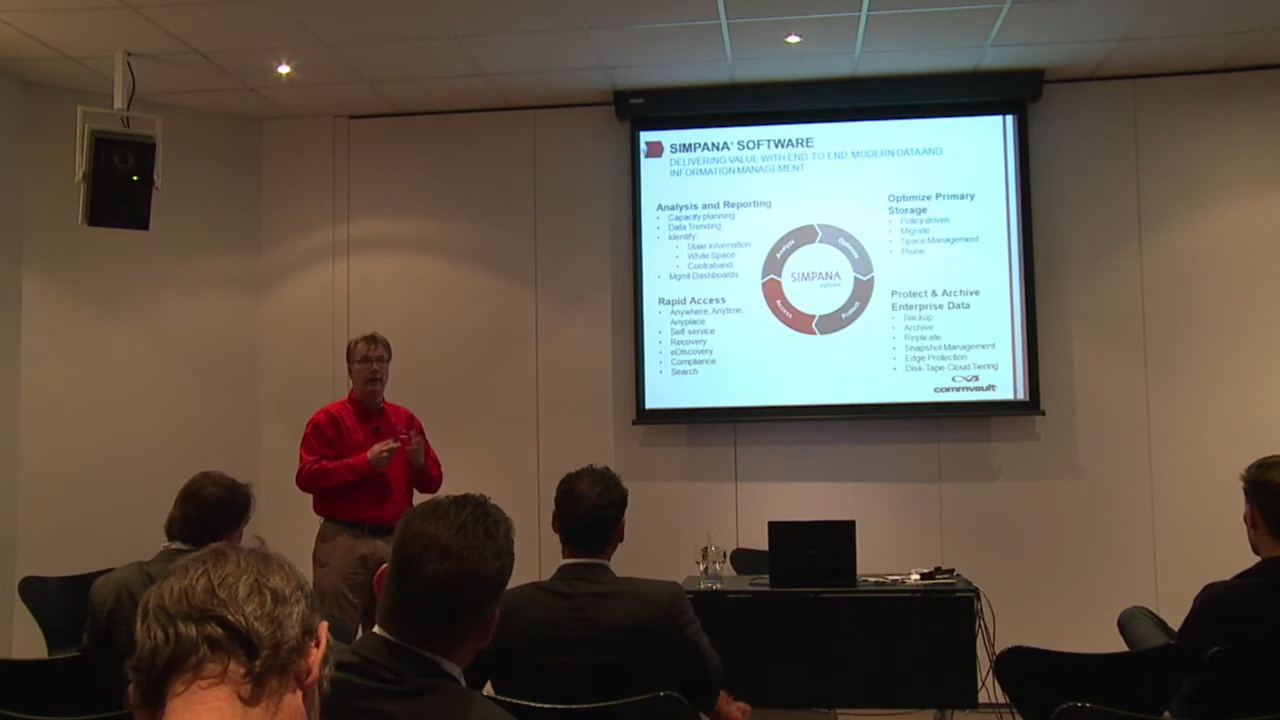 SIMPANA® SOFTWARE
DELIVERING VALUE WITH END-TO-END, MODERN DATA AND
INFORMATION MANAGEMENT
Analysis and Reporting
• Capacity planning
• Data Trending
• Identify:
• Stale information
• White Space
• Contraband
• Mgmt Dashboards
Rapid Access
• Anywhere, Anytime,
Anyplace
• Self-service
• Recovery
• eDiscovery
• Compliance
• Search
Analyze
Optimize
Protect
Access
SIMPANA
software
Optimize Primary
Storage
• Policy driven
• Migrate
• Space Management
• Prune
Protect & Archive
Enterprise Data
• Backup
• Archive
• Replicate
• Snapshot Management
• Edge Protection
• Disk-Tape-Cloud Tiering
commvault